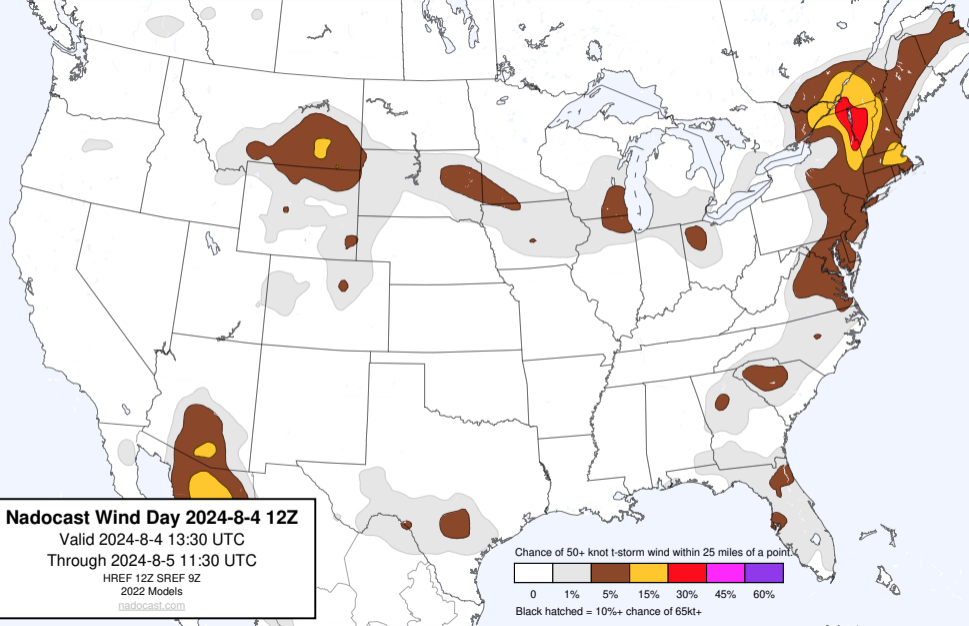 Nadocast Wind Day 2024-8-4 12Z
Valid 2024-8-4 13:30 UTC
Through 2024-8-5 11:30 UTC
HREF 12Z SREF 9Z
2022 Models
nadocast.com
Chance of 50+ knot t-storm wind within 25 miles of a point.
0 1% 5% 15% 30% 45% 60%
Black hatched = 10%+ chance of 65kt+